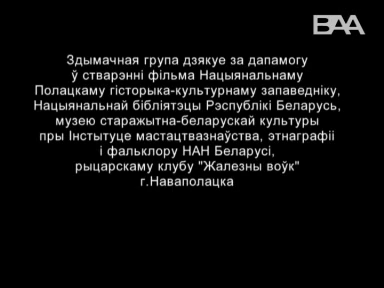 BAA
Здымачная група дзякуе за дапамогу
ў стварэнні фільма Нацыянальнаму
Полацкаму гісторыка-культурнаму запаведніку,
Нацыянальнай бібліятэцы Рэспублікі Беларусь,
музею старажытна-беларускай культуры
пры Інстытуце мастацтвазнаўства, этнаграфіі
і фальклору НАН Беларусі,
рыцарскаму клубу "Жалезны воўк"
г.Наваполацка